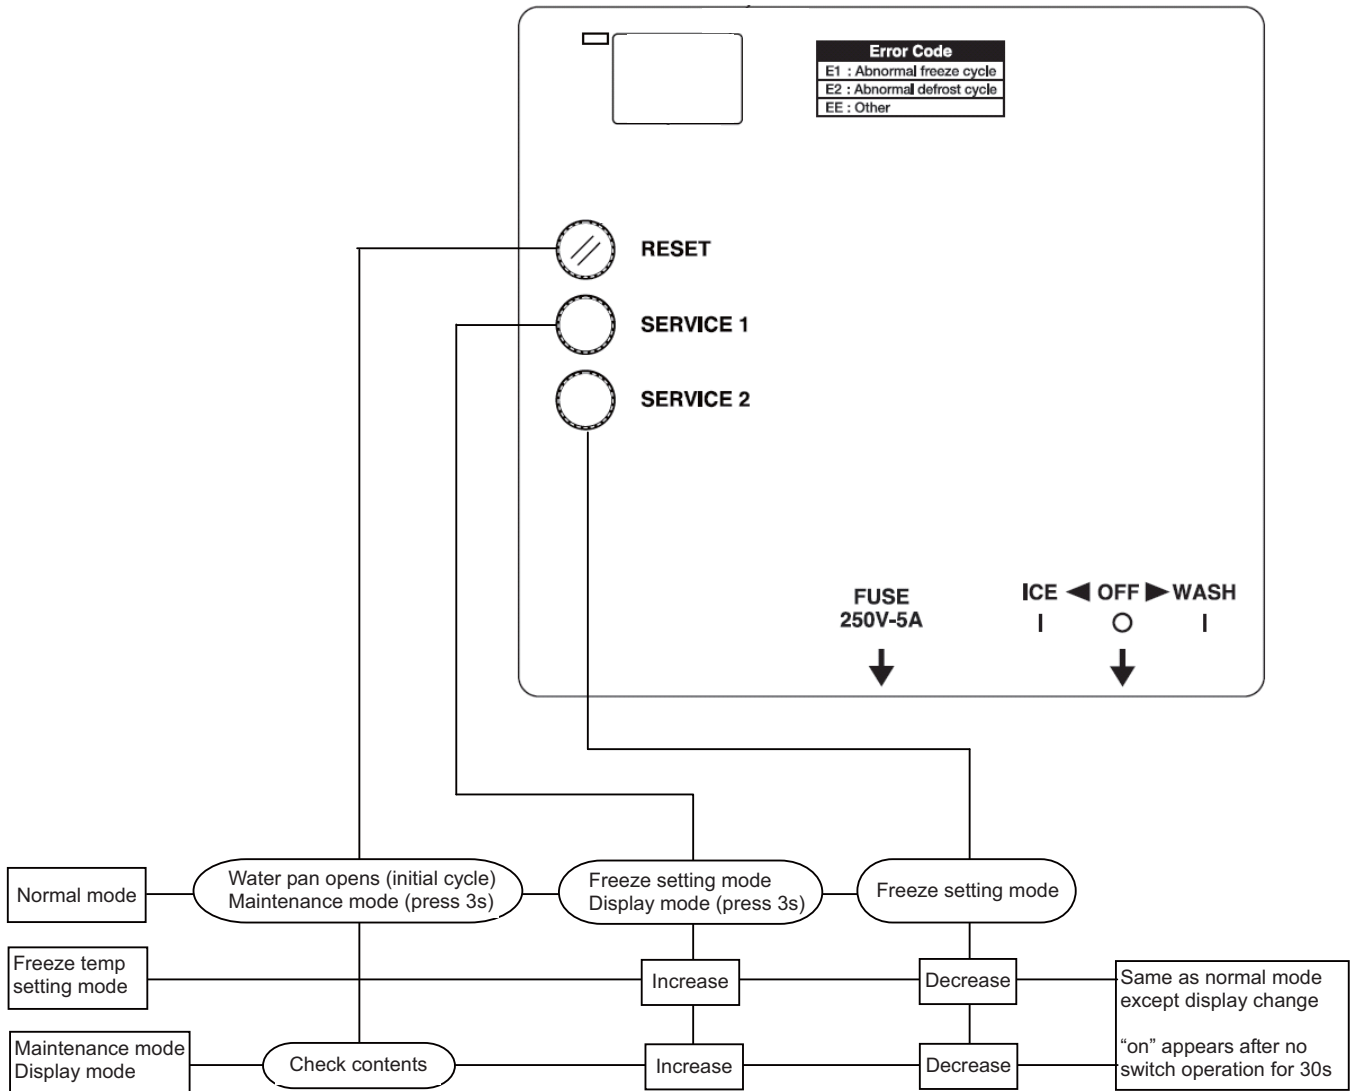 Error Code
E1 : Abnormal freeze cycle
E2 : Abnormal defrost cycle
EE : Other
RESET
SERVICE 1
SERVICE 2
FUSE
250V-5A
ICE ◀ OFF ▶ WASH
I O I
Normal mode
Water pan opens (initial cycle)
Maintenance mode (press 3s)
Freeze setting mode
Display mode (press 3s)
Freeze setting mode
Freeze temp
setting mode
Increase
Decrease
Same as normal mode
except display change
“on” appears after no
switch operation for 30s
Maintenance mode
Display mode
Check contents
Increase
Decrease